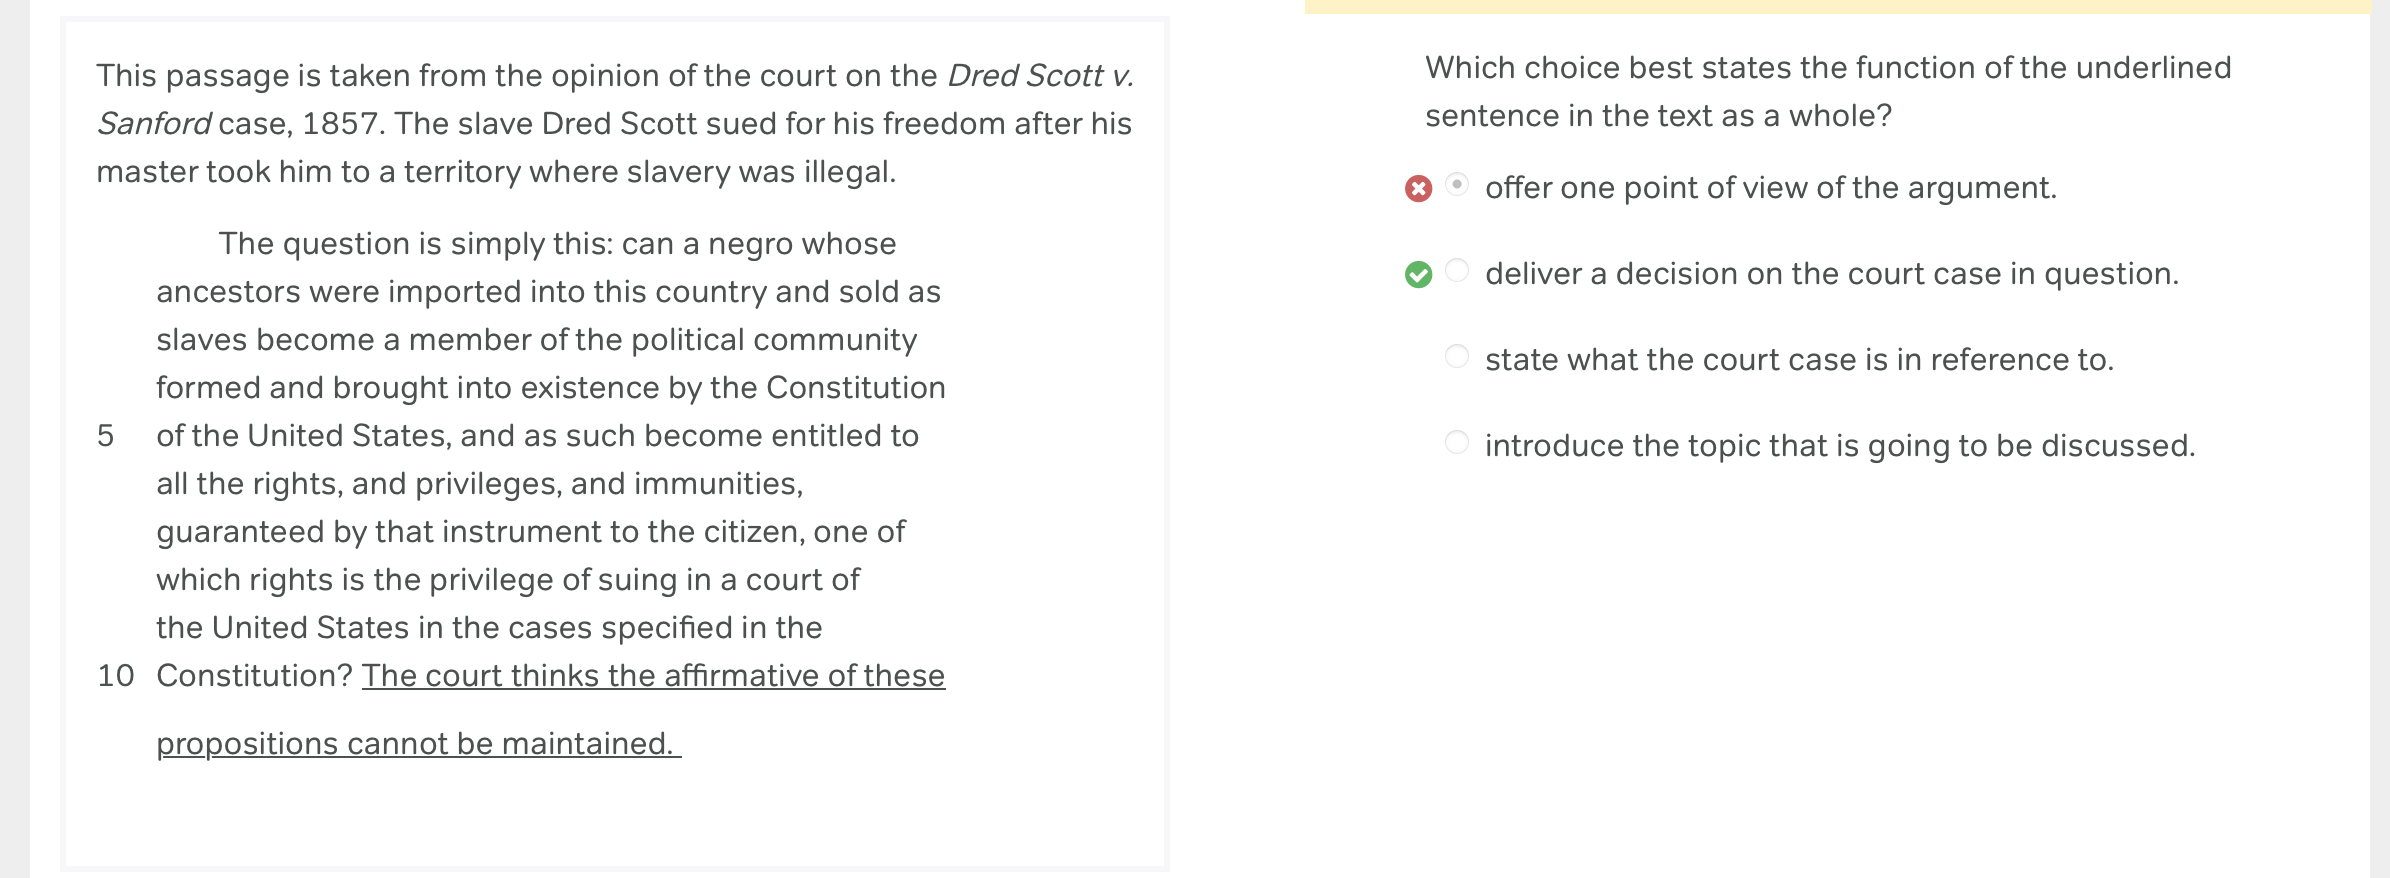 This passage is taken from the opinion of the court on the Dred Scott v.
Sanford case, 1857. The slave Dred Scott sued for his freedom after his
master took him to a territory where slavery was illegal.
The question is simply this: can a negro whose
ancestors were imported into this country and sold as
slaves become a member of the political community
formed and brought into existence by the Constitution
5 of the United States, and as such become entitled to
all the rights, and privileges, and immunities,
guaranteed by that instrument to the citizen, one of
which rights is the privilege of suing in a court of
the United States in the cases specified in the
10 Constitution? The court thinks the affirmative of these
propositions cannot be maintained.
Which choice best states the function of the underlined
sentence in the text as a whole?
offer one point of view of the argument.
deliver a decision on the court case in question.
state what the court case is in reference to.
introduce the topic that is going to be discussed.